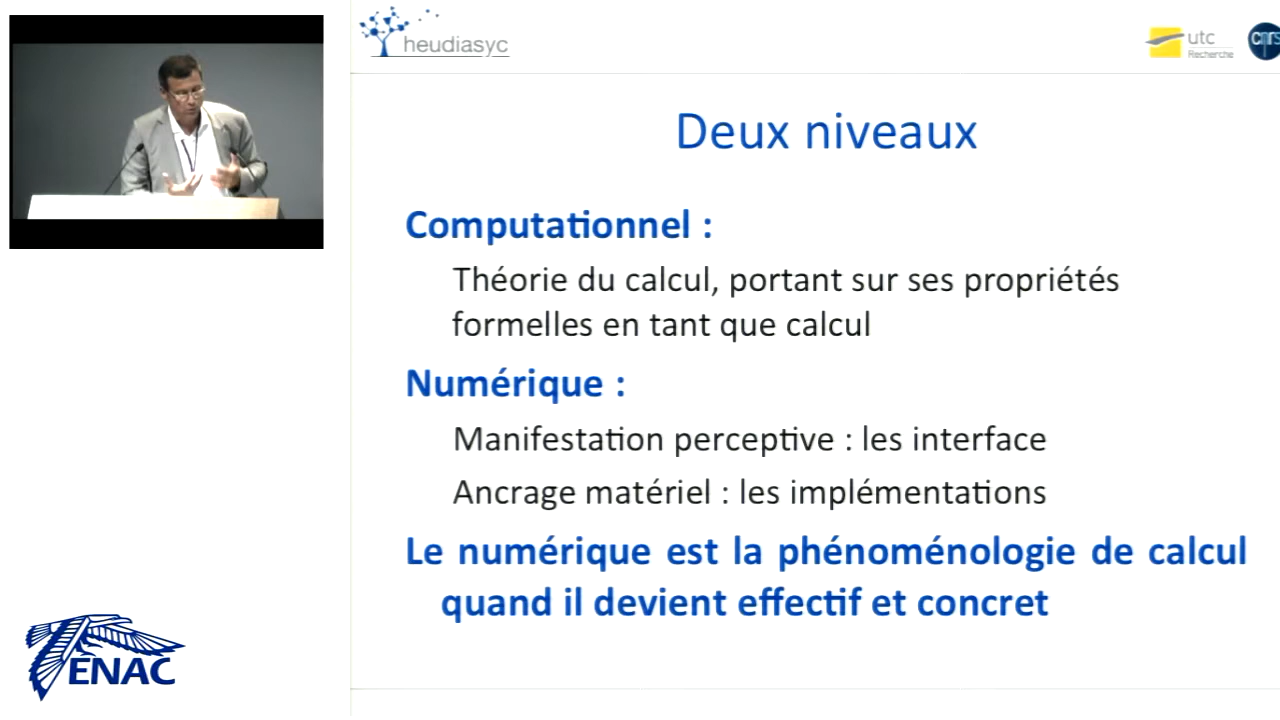 heudiasyc
utc
Recherche
cnrs
Deux niveaux
Computationnel :
Théorie du calcul, portant sur ses propriétés
formelles en tant que calcul
Numérique :
Manifestation perceptive : les interface
Ancrage matériel : les implémentations
Le numérique est la phénoménologie de calcul
quand il devient effectif et concret
ENAC